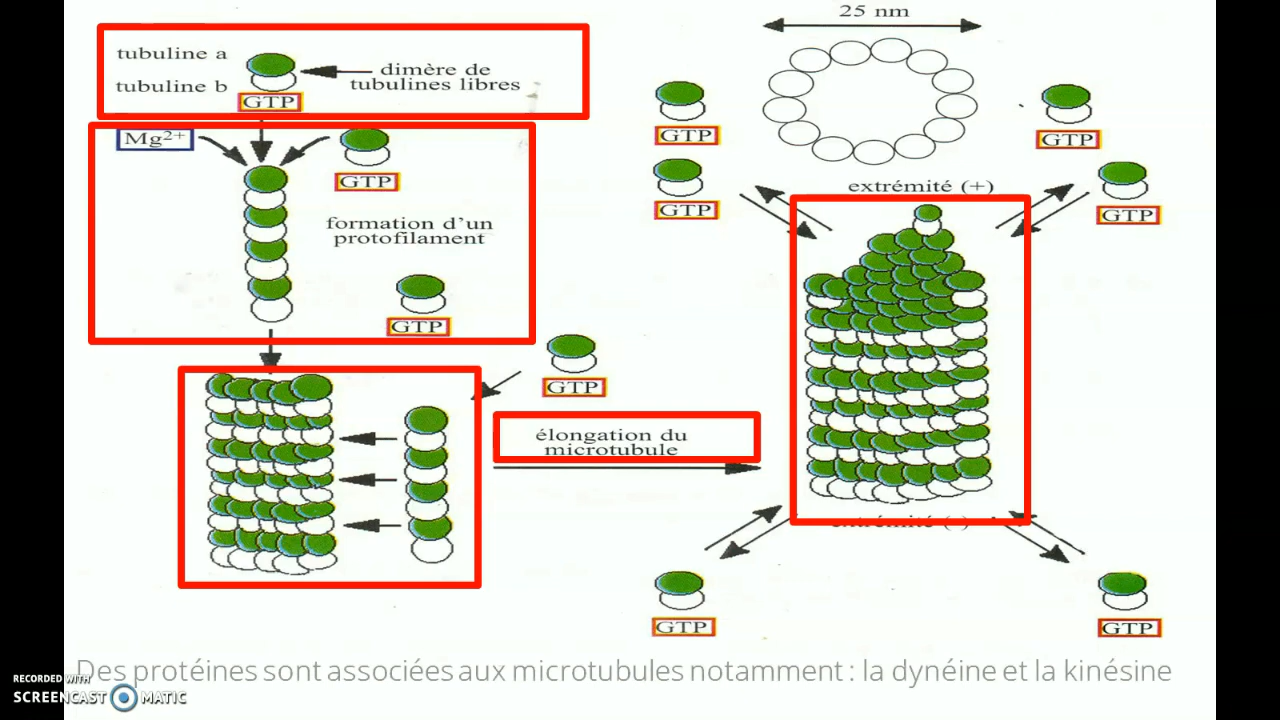 25 nm
tubuline a
tubuline b
dimère de
tubulines libres
GTP
Mg2+
GTP
formation d'un
protofilament
GTP
GTP
GTP
GTP
GTP
extrémité (+)
GTP
GTP
élongation du
microtubule
extrémité (-)
GTP
GTP
Des protéines sont associées aux microtubules notamment : la dynéine et la kinésine
RECORDED WITH
SCREENCAST MATIC